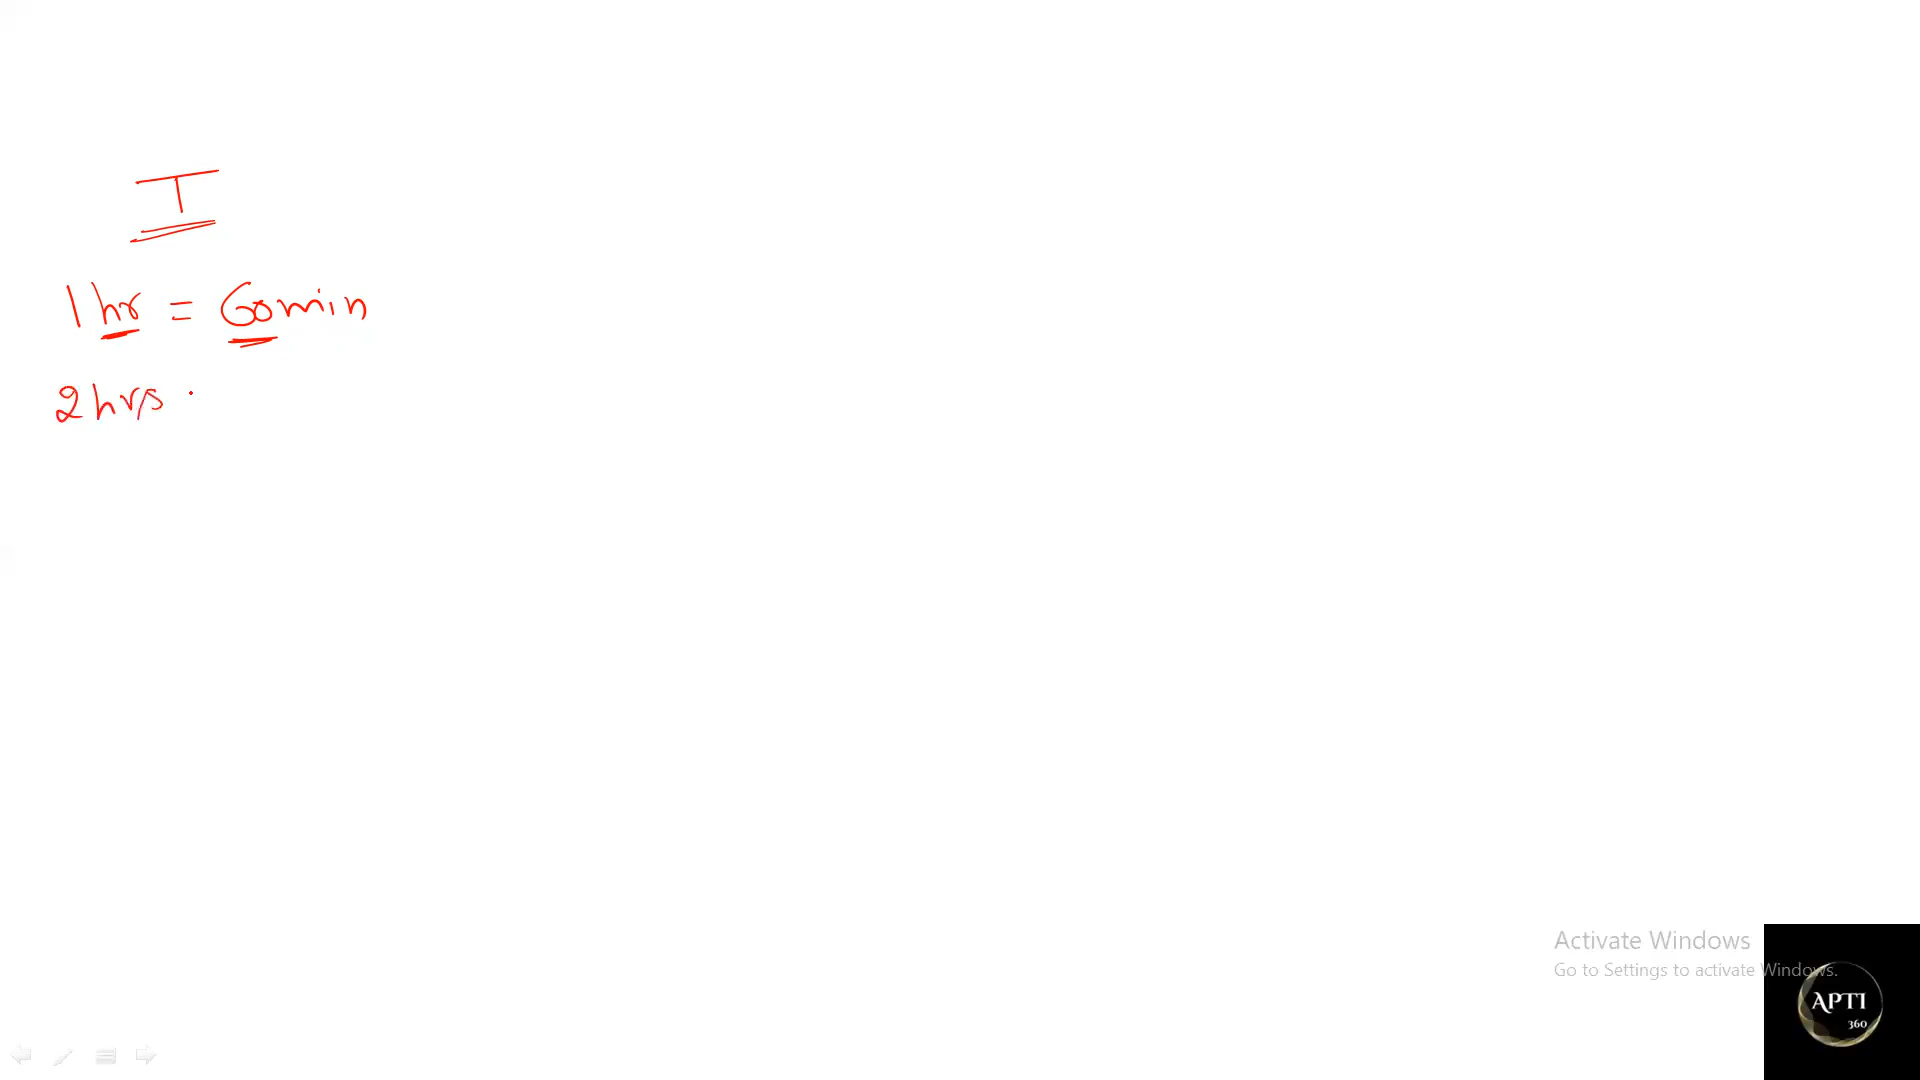 T
1 hr = 60 min
2 hrs
Activate Windows
Go to Settings to activate Windows.
APTI
360